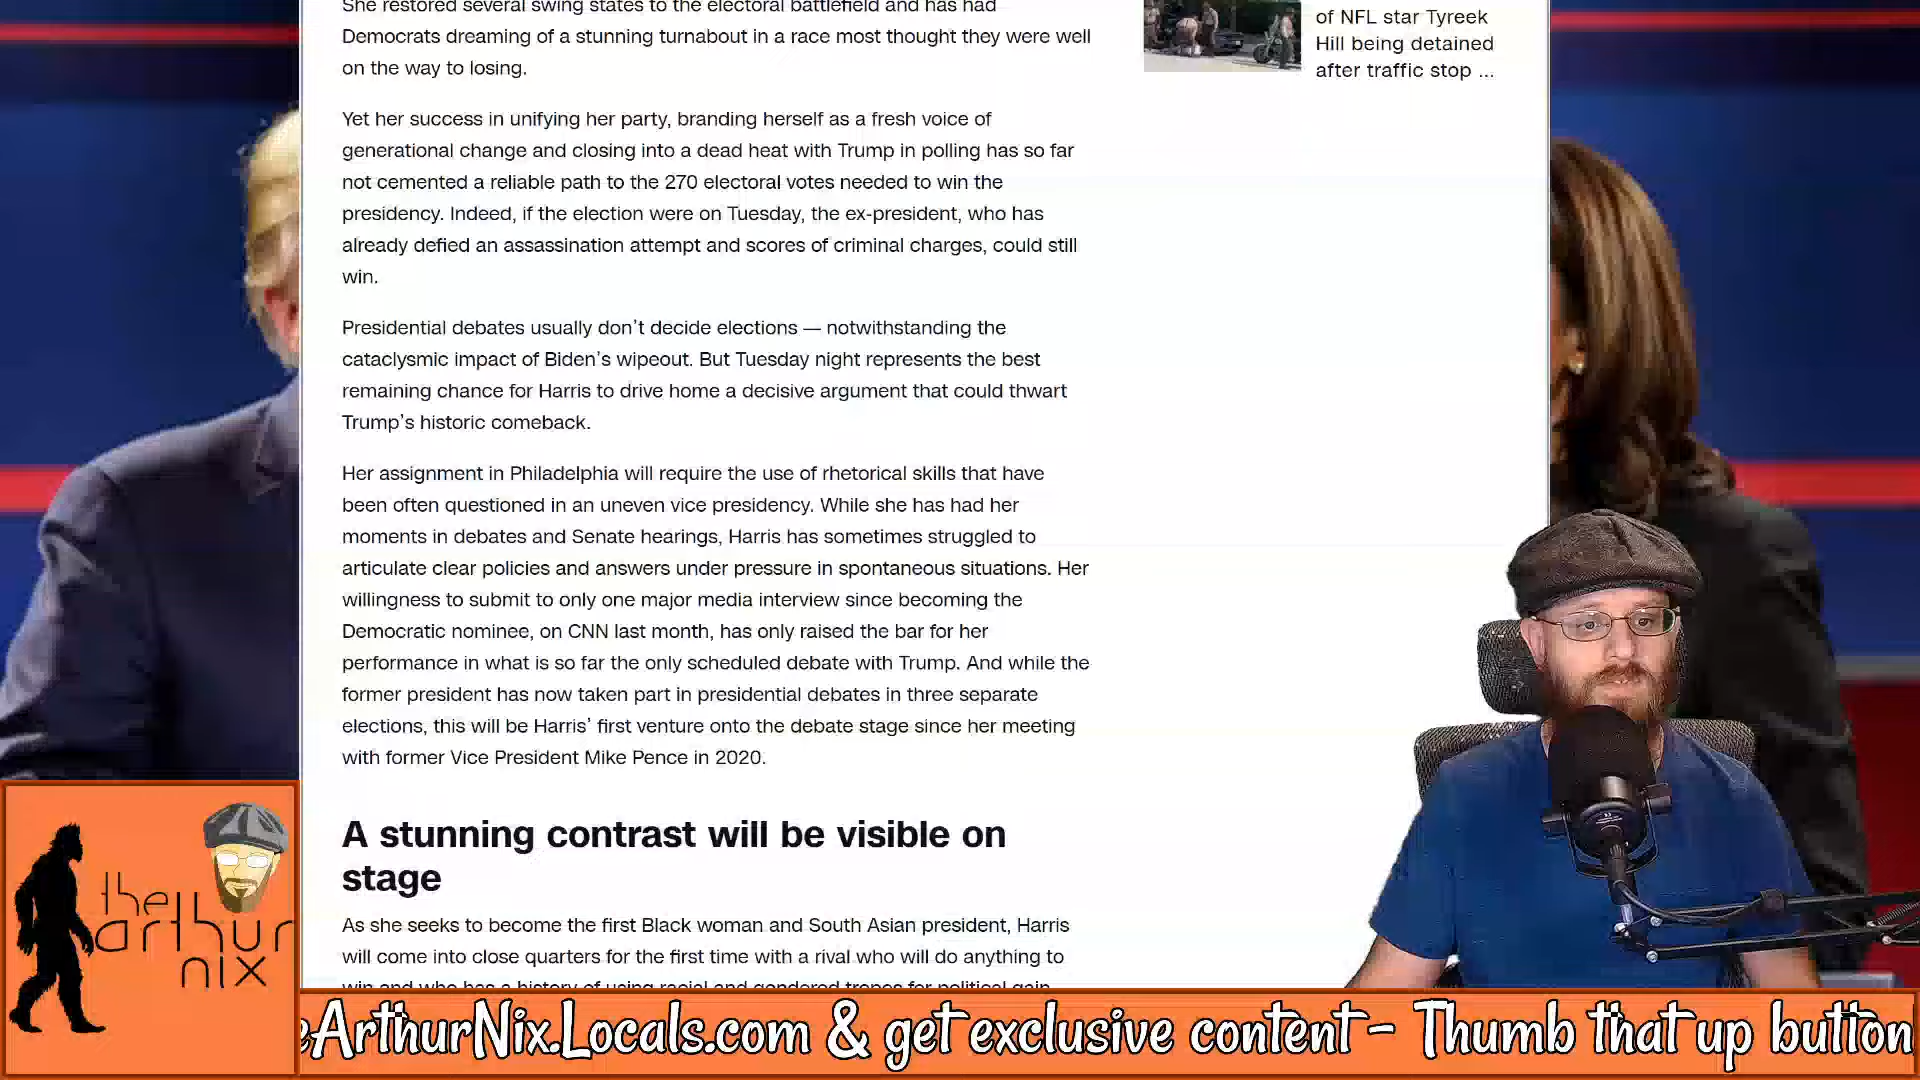 She restored several swing states to the electoral battlefield and has had
Democrats dreaming of a stunning turnabout in a race most thought they were well
on the way to losing.
Yet her success in unifying her party, branding herself as a fresh voice of
generational change and closing into a dead heat with Trump in polling has so far
not cemented a reliable path to the 270 electoral votes needed to win the
presidency. Indeed, if the election were on Tuesday, the ex-president, who has
already defied an assassination attempt and scores of criminal charges, could still
win.
Presidential debates usually don’t decide elections — notwithstanding the
cataclysmic impact of Biden’s wipeout. But Tuesday night represents the best
remaining chance for Harris to drive home a decisive argument that could thwart
Trump’s historic comeback.
Her assignment in Philadelphia will require the use of rhetorical skills that have
been often questioned in an uneven vice presidency. While she has had her
moments in debates and Senate hearings, Harris has sometimes struggled to
articulate clear policies and answers under pressure in spontaneous situations. Her
willingness to submit to only one major media interview since becoming the
Democratic nominee, on CNN last month, has only raised the bar for her
performance in what is so far the only scheduled debate with Trump. And while the
former president has now taken part in presidential debates in three separate
elections, this will be Harris’ first venture onto the debate stage since her meeting
with former Vice President Mike Pence in 2020.
A stunning contrast will be visible on
stage
As she seeks to become the first Black woman and South Asian president, Harris
will come into close quarters for the first time with a rival who will do anything to
win and who has a history of using racial and gendered tropes for political gain
of NFL star Tyreek
Hill being detained
after traffic stop ...
the
arthur
nix
eArthurNix.Locals.com & get exclusive content - Thumb that up button